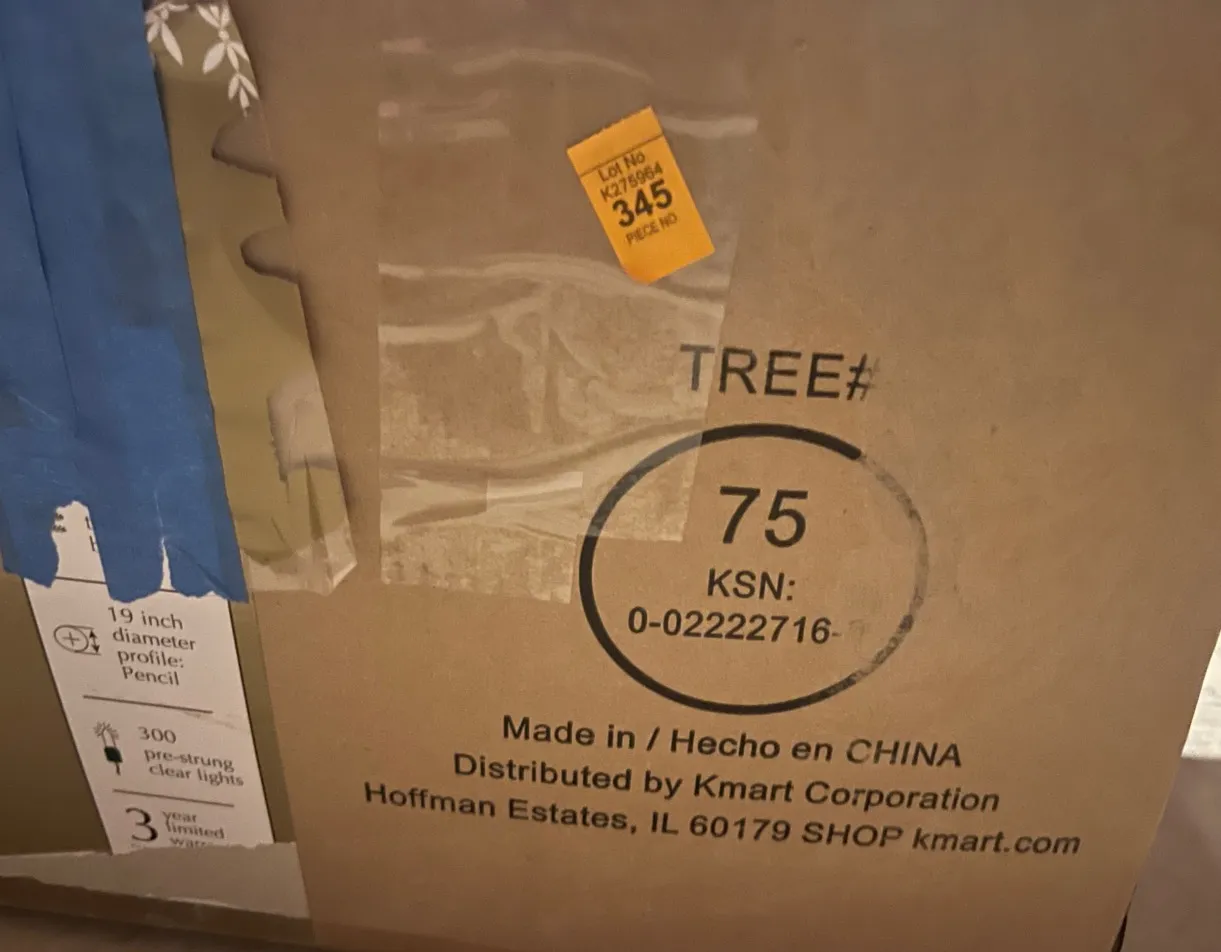 Lot No
K275964
345
PIECE NO
TREE#
75
KSN:
0-02222716-
Made in / Hecho en CHINA
Distributed by Kmart Corporation
Hoffman Estates, IL 60179 SHOP kmart.com
19 inch
diameter
profile:
Pencil
300
pre-strung
clear lights
3 year
limited